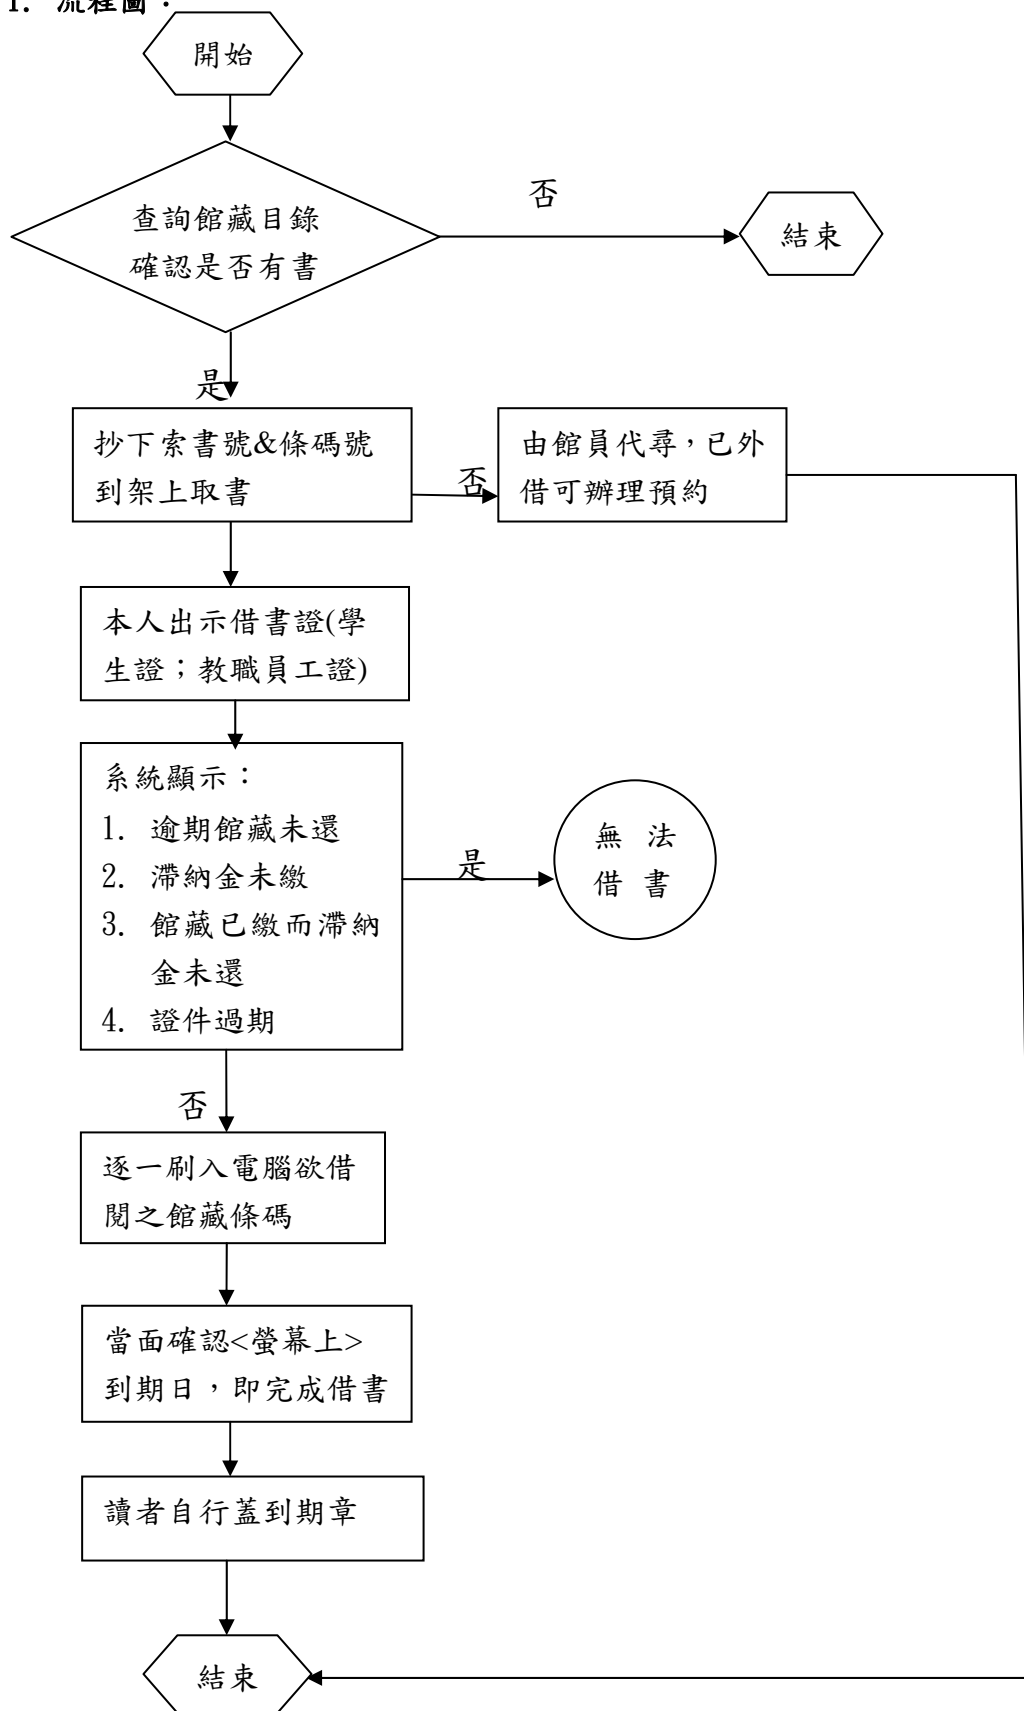 1. 流程圖：
開始
查詢館藏目錄
確認是否有書
否
結束
是
抄下索書號&條碼號
到架上取書
否
由館員代尋，已外
借可辦理預約
本人出示借書證(學
生證；教職員工證)
系統顯示：
1. 逾期館藏未還
2. 滯納金未繳
3. 館藏已繳而滯納
金未還
4. 證件過期
是
無 法
借 書
否
逐一刷入電腦欲借
閱之館藏條碼
當面確認<螢幕上>
到期日，即完成借書
讀者自行蓋到期章
結束